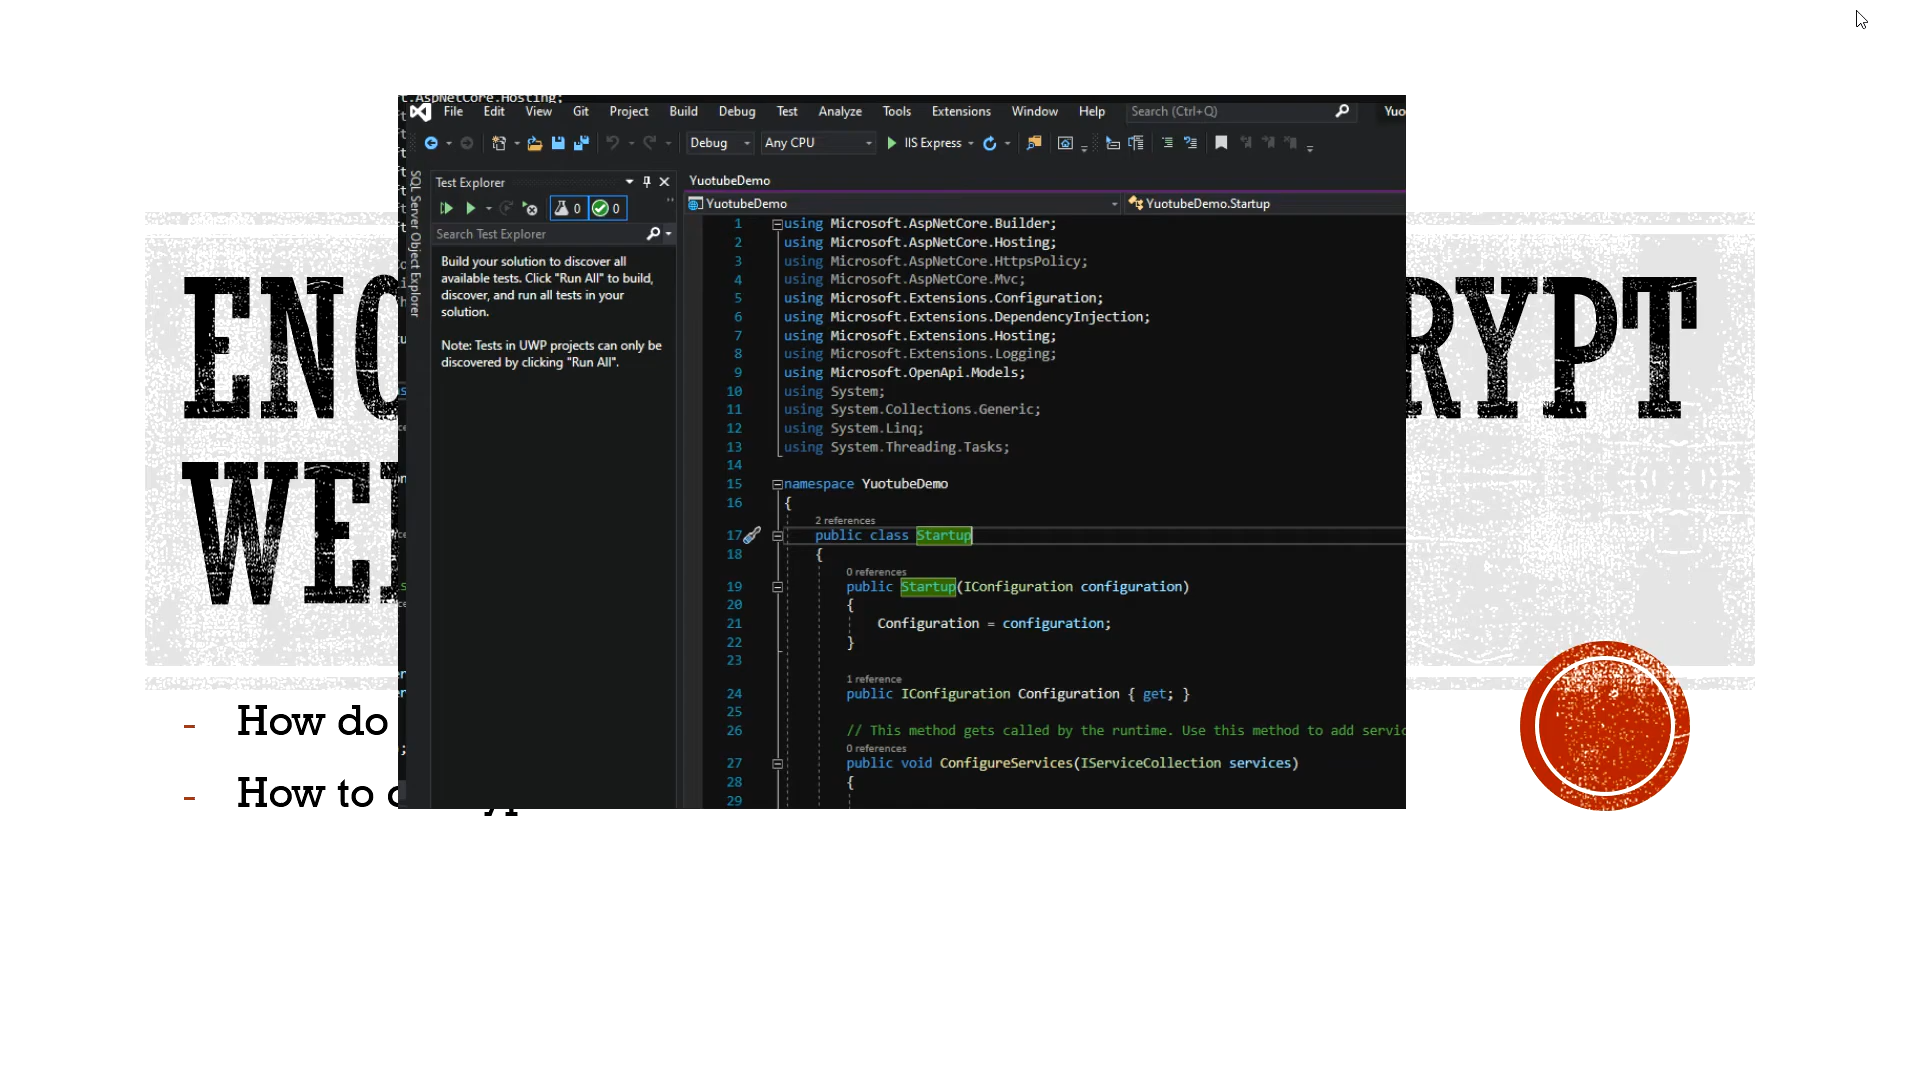 t.AspNetCore.Hosting;
File Edit View Git Project Build Debug Test Analyze Tools Extensions Window Help Search (Ctrl+Q) Yuo
Debug Any CPU IIS Express
SQL Server Object Explorer
Test Explorer
0 0
Search Test Explorer
Build your solution to discover all
available tests. Click "Run All" to build,
discover, and run all tests in your
solution.
Note: Tests in UWP projects can only be
discovered by clicking "Run All".
YuotubeDemo
YuotubeDemo YuotubeDemo.Startup
1 using Microsoft.AspNetCore.Builder;
2 using Microsoft.AspNetCore.Hosting;
3 using Microsoft.AspNetCore.HttpsPolicy;
4 using Microsoft.AspNetCore.Mvc;
5 using Microsoft.Extensions.Configuration;
6 using Microsoft.Extensions.DependencyInjection;
7 using Microsoft.Extensions.Hosting;
8 using Microsoft.Extensions.Logging;
9 using Microsoft.OpenApi.Models;
10 using System;
11 using System.Collections.Generic;
12 using System.Linq;
13 using System.Threading.Tasks;
14
15 namespace YuotubeDemo
16 {
2 references
17 public class Startup
18 {
0 references
19 public Startup(IConfiguration configuration)
20 {
21 Configuration = configuration;
22 }
23
1 reference
24 public IConfiguration Configuration { get; }
25
26 // This method gets called by the runtime. Use this method to add servic
0 references
27 public void ConfigureServices(IServiceCollection services)
28 {
29
ENC RYPT
WE
- How do
- How to